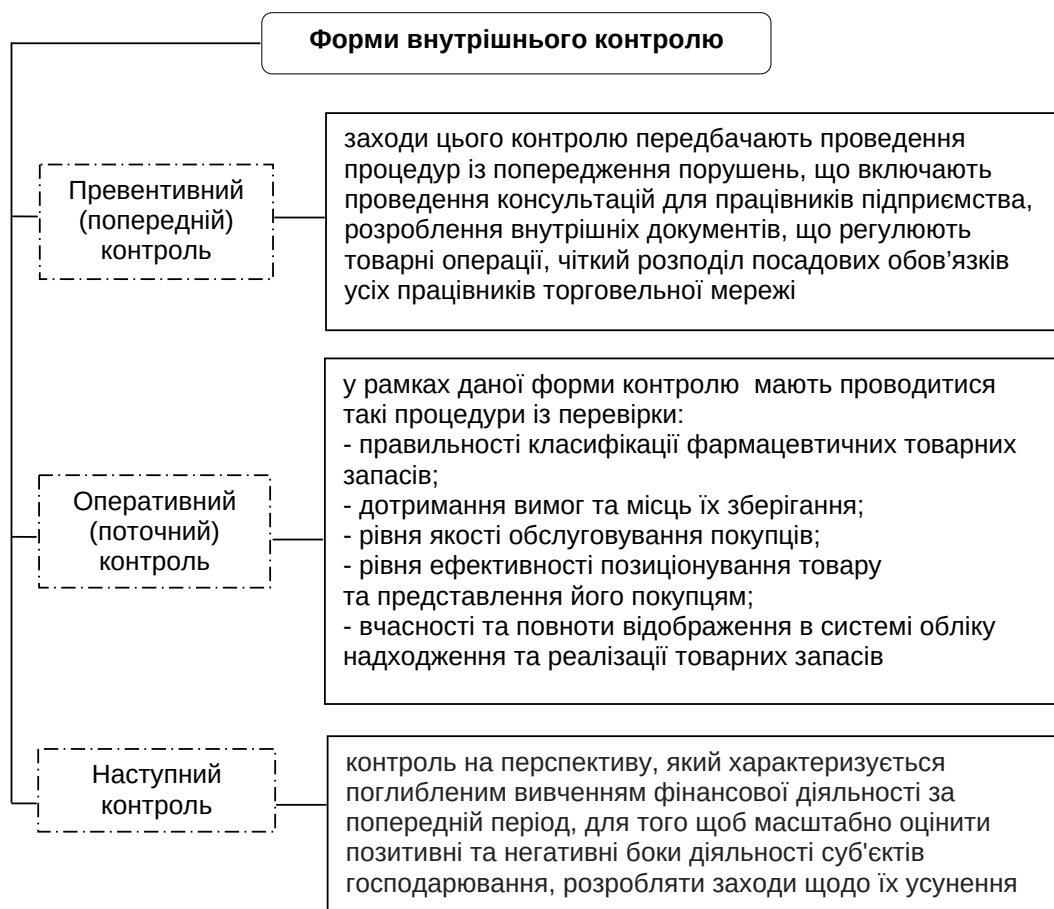 Форми внутрішнього контролю
Превентивний
(попередній)
контроль
заходи цього контролю передбачають проведення
процедур із попередження порушень, що включають
проведення консультацій для працівників підприємства,
розроблення внутрішніх документів, що регулюють
товарні операції, чіткий розподіл посадових обов’язків
усіх працівників торговельної мережі
Оперативний
(поточний)
контроль
у рамках даної форми контролю  мають проводитися
такі процедури із перевірки:
- правильності класифікації фармацевтичних товарних
запасів;
- дотримання вимог та місць їх зберігання;
- рівня якості обслуговування покупців;
- рівня ефективності позиціонування товару
та представлення його покупцям;
- вчасності та повноти відображення в системі обліку
надходження та реалізації товарних запасів
Наступний
контроль
контроль на перспективу, який характеризується
поглибленим вивченням фінансової діяльності за
попередній період, для того щоб масштабно оцінити
позитивні та негативні боки діяльності суб'єктів
господарювання, розробляти заходи щодо їх усунення